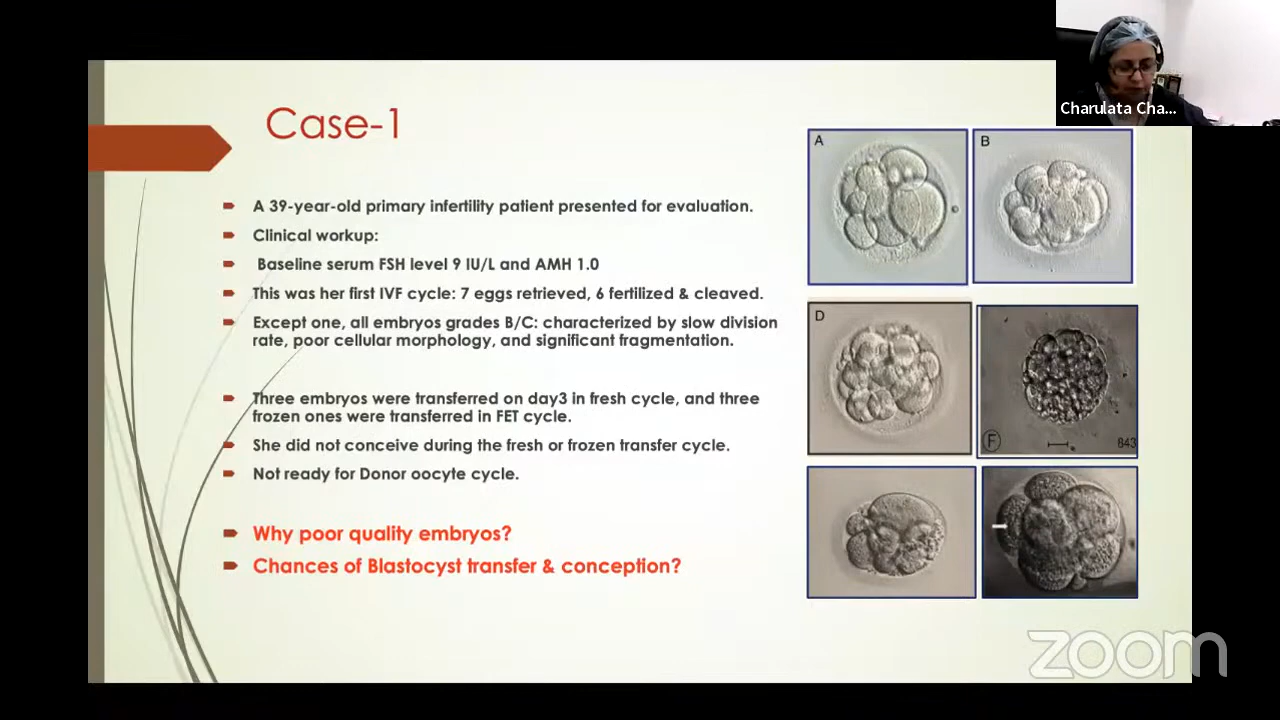 Charulata Cha...
Case-1
A 39-year-old primary infertility patient presented for evaluation.
Clinical workup:
Baseline serum FSH level 9 IU/L and AMH 1.0
This was her first IVF cycle: 7 eggs retrieved, 6 fertilized & cleaved.
Except one, all embryos grades B/C: characterized by slow division
rate, poor cellular morphology, and significant fragmentation.
Three embryos were transferred on day3 in fresh cycle, and three
frozen ones were transferred in FET cycle.
She did not conceive during the fresh or frozen transfer cycle.
Not ready for Donor oocyte cycle.
Why poor quality embryos?
Chances of Blastocyst transfer & conception?
A
B
D
F
843
zoom